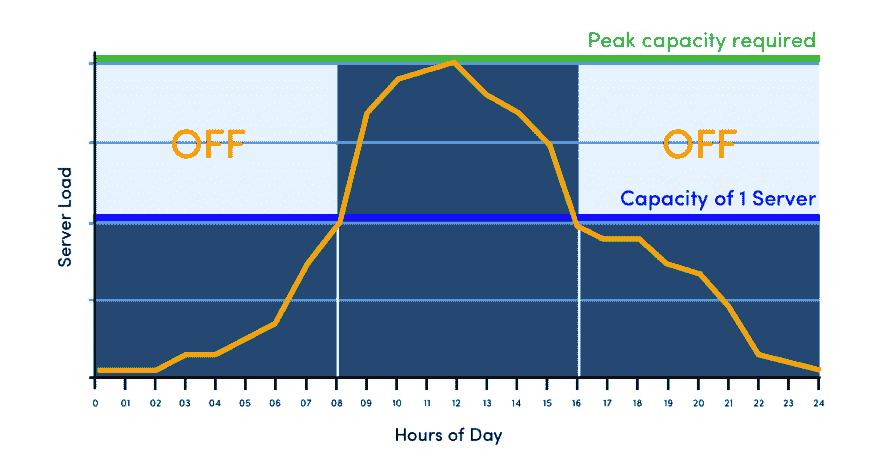 Peak capacity required
OFF
OFF
Capacity of 1 Server
Server Load
0 01 02 03 04 05 06 07 08 09 10 11 12 13 14 15 16 17 18 19 20 21 22 23 24
Hours of Day